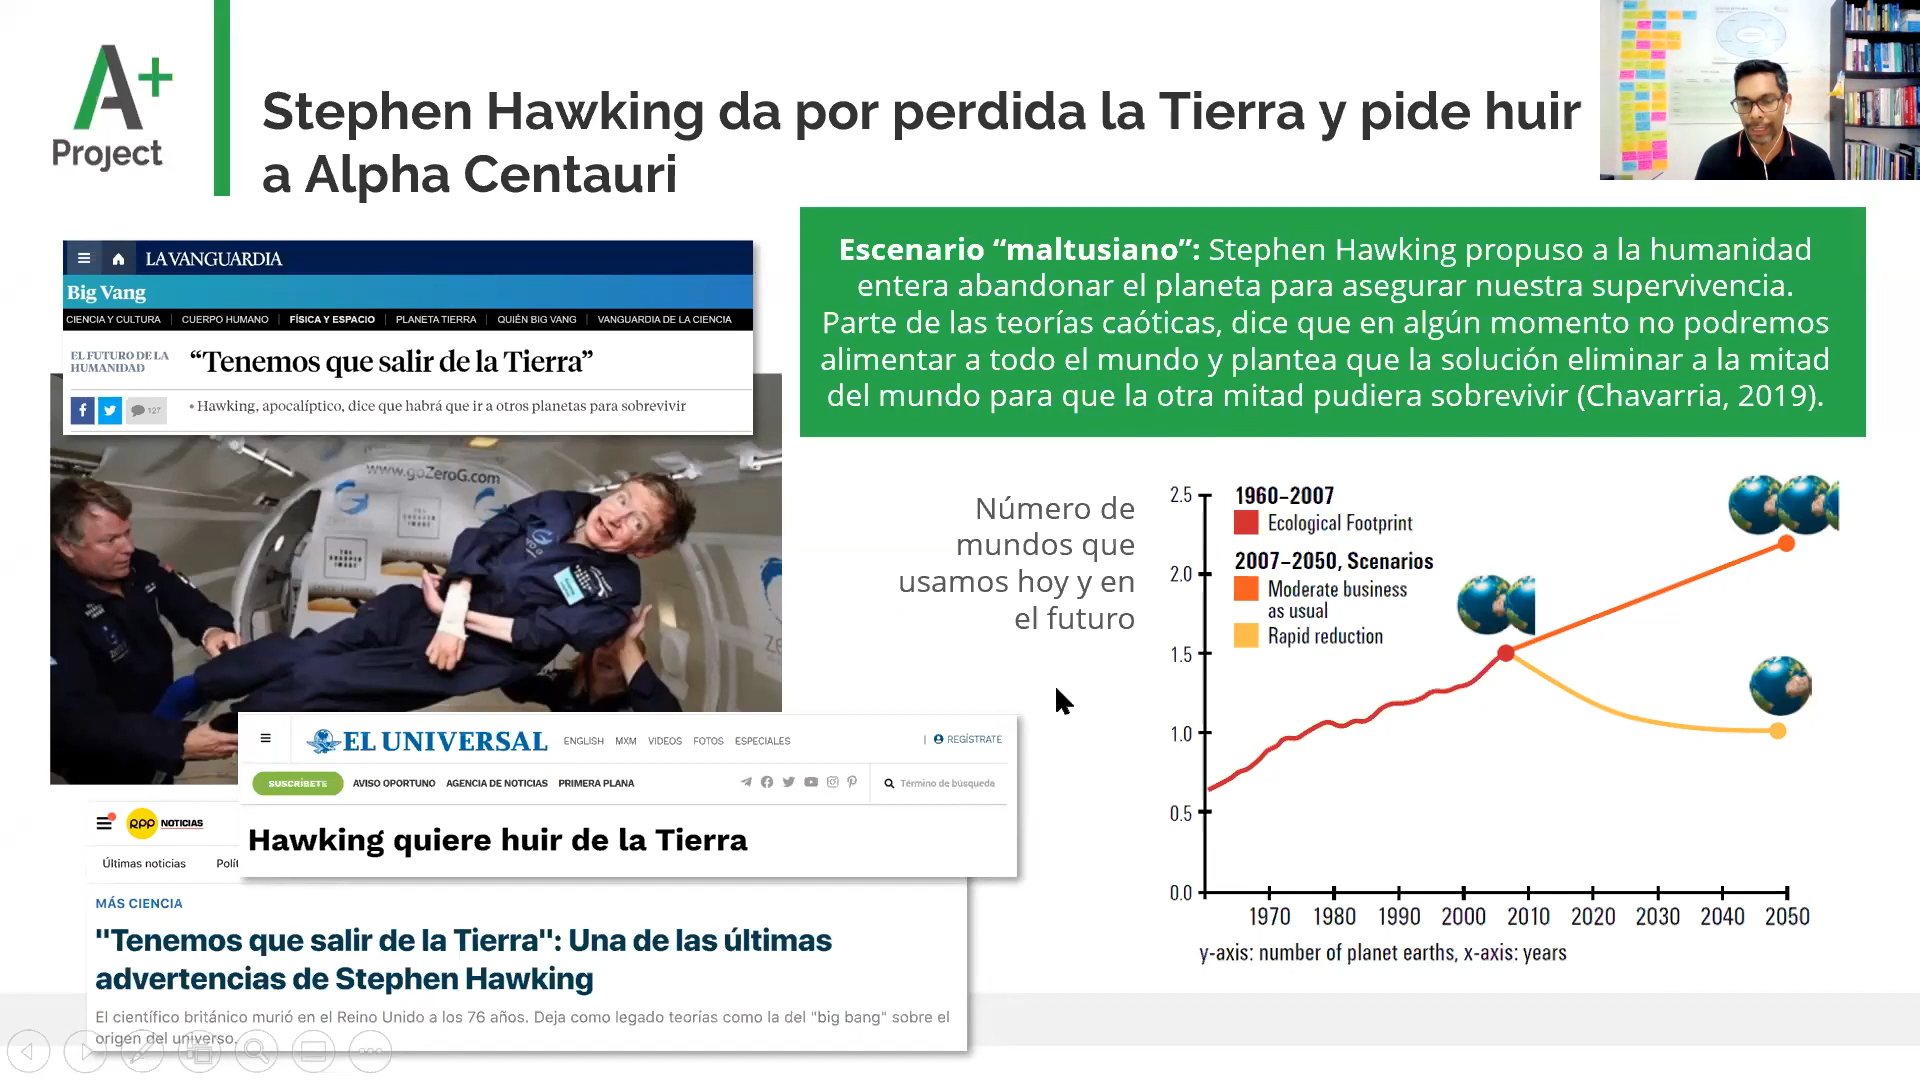 A+
Project
Stephen Hawking da por perdida la Tierra y pide huir
a Alpha Centauri
LA VANGUARDIA
Big Vang
CIENCIA Y CULTURA
CUERPO HUMANO
FÍSICA Y ESPACIO
PLANETA TIERRA
QUIÉN BIG VANG
VANGUARDIA DE LA CIENCIA
EL FUTURO DE LA
HUMANIDAD
“Tenemos que salir de la Tierra”
127
• Hawking, apocalíptico, dice que habrá que ir a otros planetas para sobrevivir
www.goZeroG.com
EL UNIVERSAL
ENGLISH
MXM
VIDEOS
FOTOS
ESPECIALES
REGÍSTRATE
SUSCRÍBETE
AVISO OPORTUNO
AGENCIA DE NOTICIAS
PRIMERA PLANA
Término de búsqueda
Hawking quiere huir de la Tierra
RPP NOTICIAS
Últimas noticias
Polít
MÁS CIENCIA
"Tenemos que salir de la Tierra": Una de las últimas
advertencias de Stephen Hawking
El científico británico murió en el Reino Unido a los 76 años. Deja como legado teorías como la del "big bang" sobre el
origen del universo.
Escenario “maltusiano”: Stephen Hawking propuso a la humanidad
entera abandonar el planeta para asegurar nuestra supervivencia.
Parte de las teorías caóticas, dice que en algún momento no podremos
alimentar a todo el mundo y plantea que la solución eliminar a la mitad
del mundo para que la otra mitad pudiera sobrevivir (Chavarria, 2019).
Número de
mundos que
usamos hoy y en
el futuro
2.5
2.0
1.5
1.0
0.5
0.0
1960–2007
Ecological Footprint
2007–2050, Scenarios
Moderate business
as usual
Rapid reduction
1970 1980 1990 2000 2010 2020 2030 2040 2050
y-axis: number of planet earths, x-axis: years